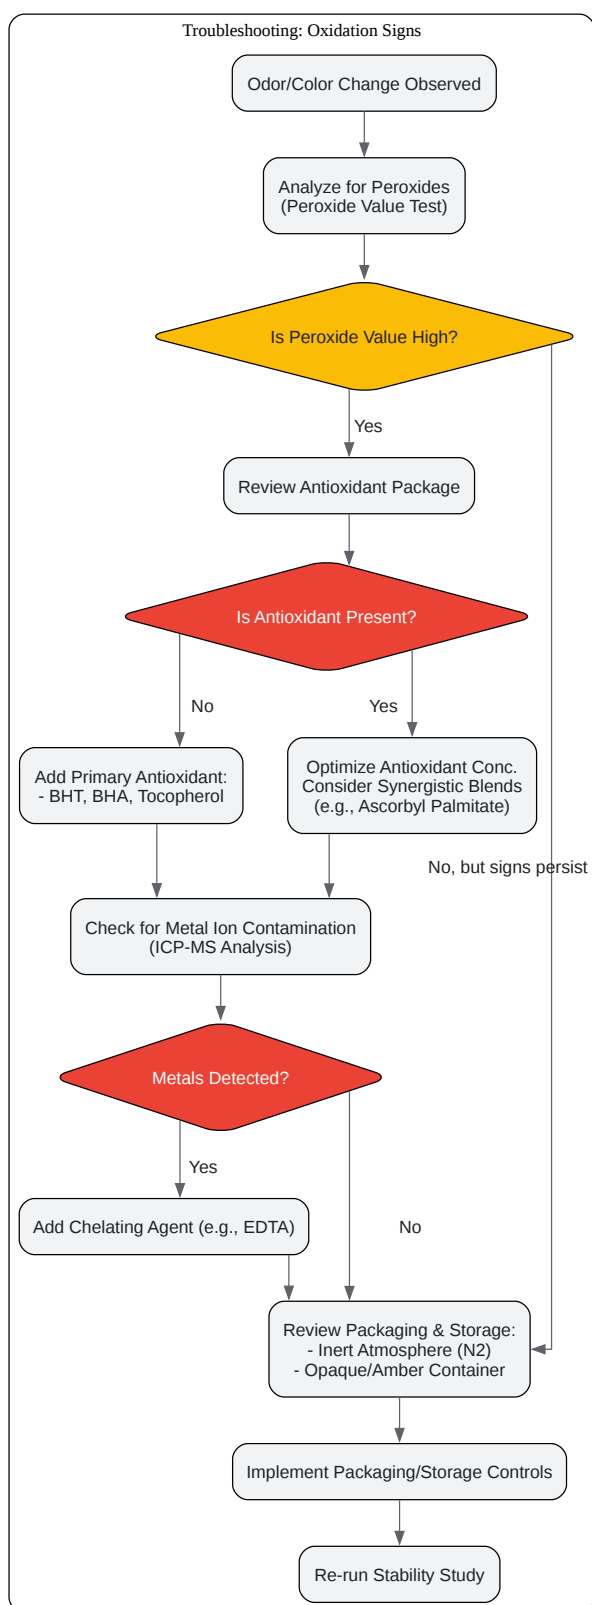 Troubleshooting: Oxidation Signs
Odor/Color Change Observed
Analyze for Peroxides
(Peroxide Value Test)
Is Peroxide Value High?
Yes
Review Antioxidant Package
Is Antioxidant Present?
No
Yes
Add Primary Antioxidant:
- BHT, BHA, Tocopherol
Optimize Antioxidant Conc.
Consider Synergistic Blends
(e.g., Ascorbyl Palmitate)
No, but signs persist
Check for Metal Ion Contamination
(ICP-MS Analysis)
Metals Detected?
Yes
Add Chelating Agent (e.g., EDTA)
No
Review Packaging & Storage:
- Inert Atmosphere (N2)
- Opaque/Amber Container
Implement Packaging/Storage Controls
Re-run Stability Study